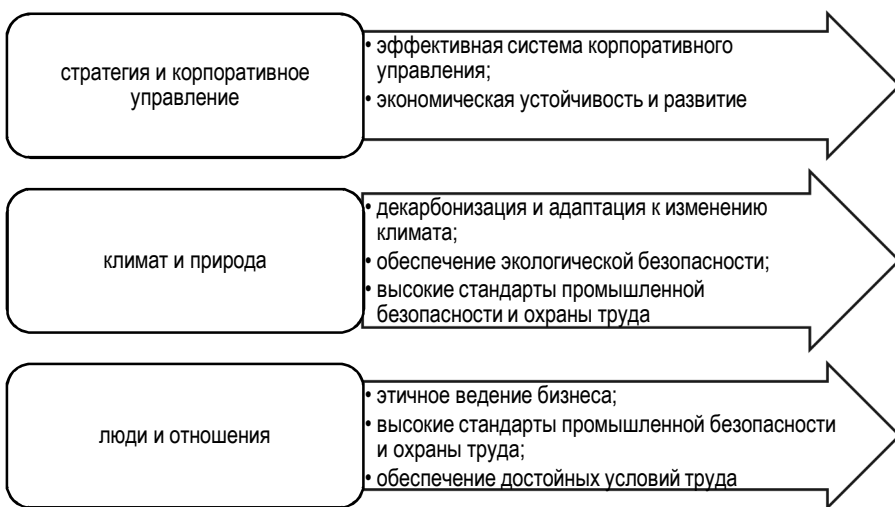 стратегия и корпоративное
управление
• эффективная система корпоративного
управления;
• экономическая устойчивость и развитие
климат и природа
• декарбонизация и адаптация к изменению
климата;
• обеспечение экологической безопасности;
• высокие стандарты промышленной
безопасности и охраны труда
люди и отношения
• этичное ведение бизнеса;
• высокие стандарты промышленной безопасности
и охраны труда;
• обеспечение достойных условий труда